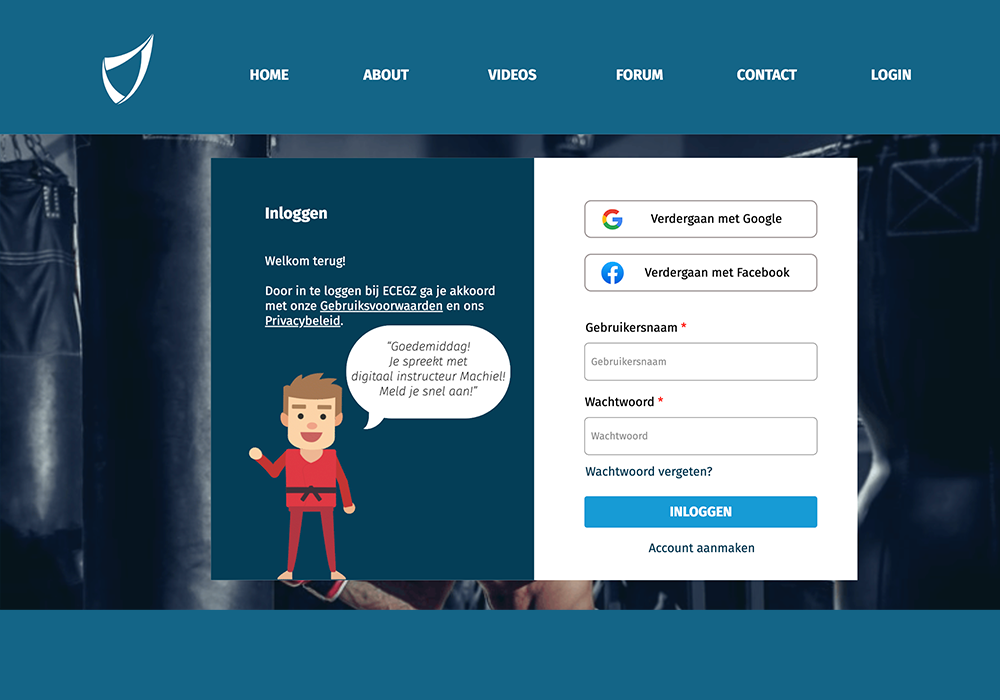 HOME ABOUT VIDEOS FORUM CONTACT LOGIN
Inloggen
Welkom terug!
Door in te loggen bij ECEGZ ga je akkoord
met onze Gebruiksvoorwaarden en ons
Privacybeleid.
“Goedemiddag!
Je spreekt met
digitaal instructeur Machiel!
Meld je snel aan!”
Verdergaan met Google
Verdergaan met Facebook
Gebruikersnaam *
Gebruikersnaam
Wachtwoord *
Wachtwoord
Wachtwoord vergeten?
INLOGGEN
Account aanmaken